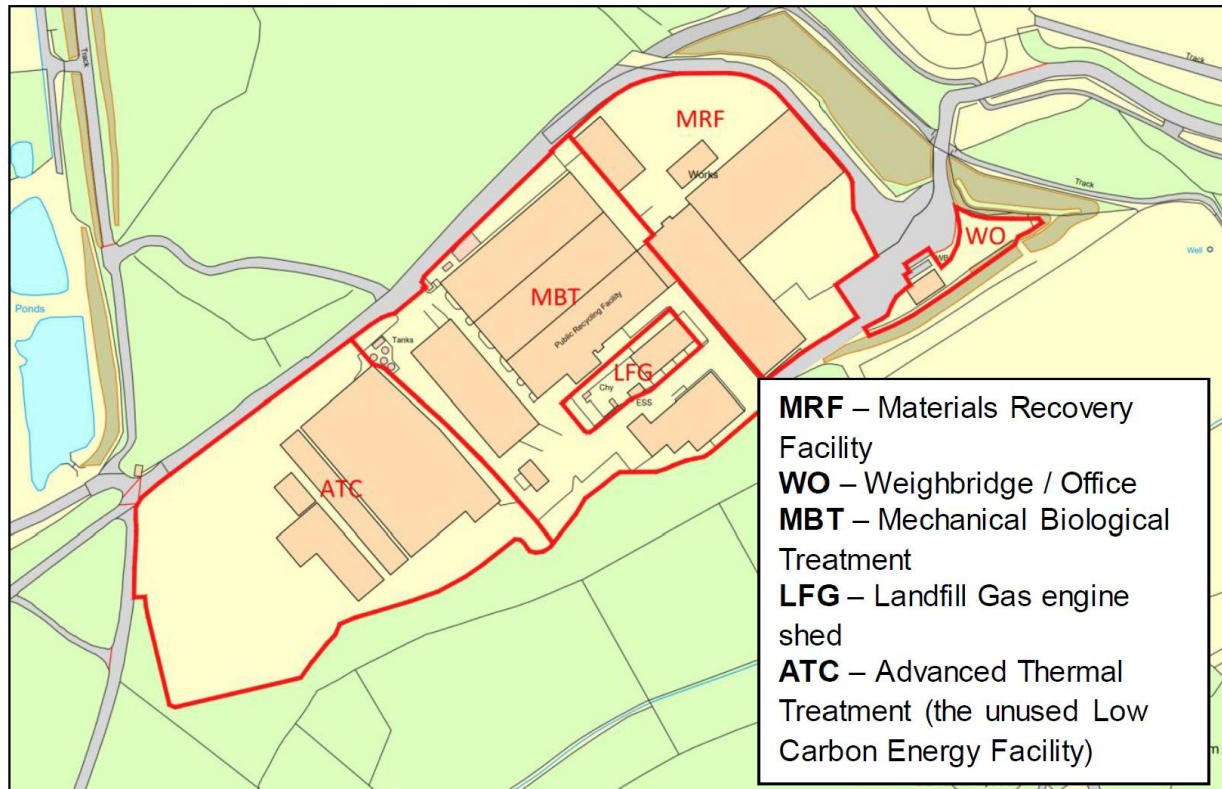 Track
MRF
Track
Works
Track
WO
WB
Well
Ponds
MBT
Public Recycling Facility
Tanks
LFG
Chy
ESS
ATC
MRF – Materials Recovery
Facility
WO – Weighbridge / Office
MBT – Mechanical Biological
Treatment
LFG – Landfill Gas engine
shed
ATC – Advanced Thermal
Treatment (the unused Low
Carbon Energy Facility)